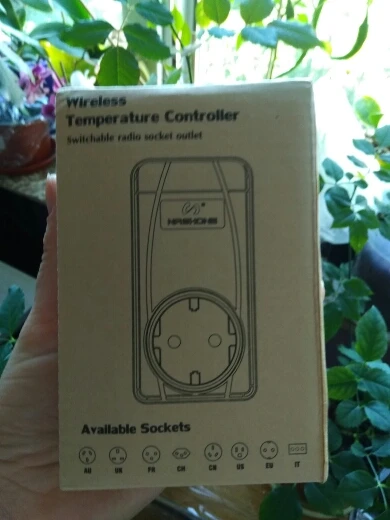 Wireless
Temperature Controller
Switchable radio socket outlet
Available Sockets
AU UK FR CH CN US EU IT